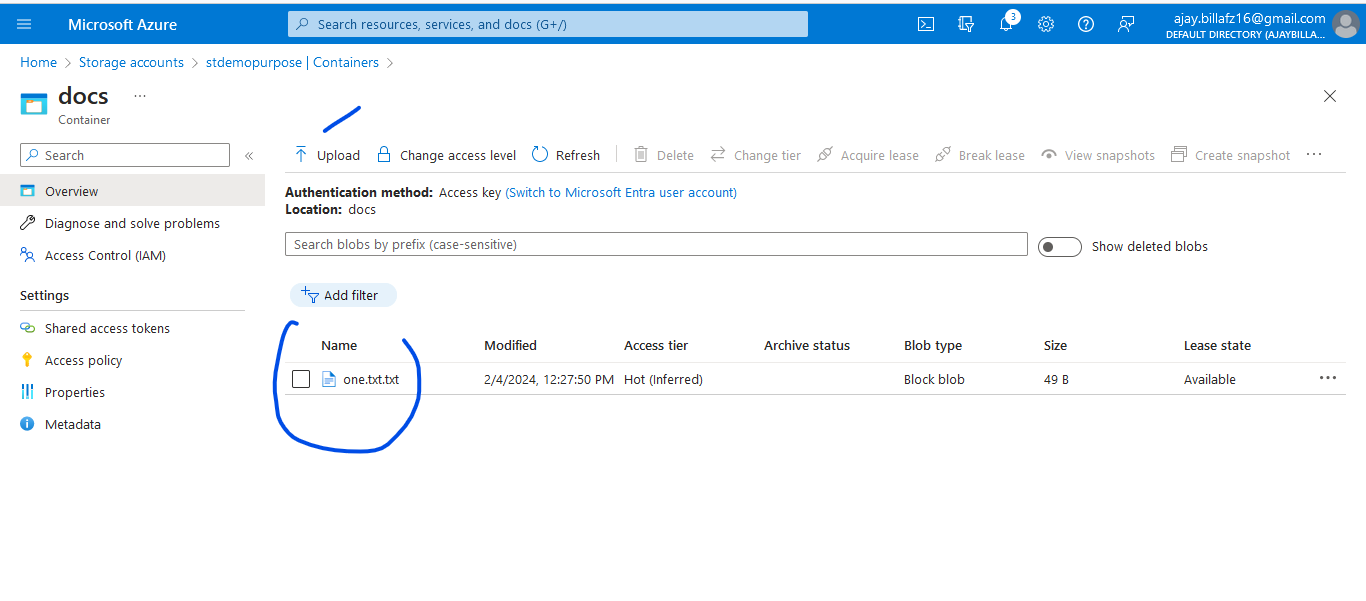 Microsoft Azure
Search resources, services, and docs (G+/)
3
ajay.billafz16@gmail.com
DEFAULT DIRECTORY (AJAYBILLA...
Home > Storage accounts > stdemopurpose | Containers >
docs ...
Container
Search «
Upload Change access level Refresh Delete Change tier Acquire lease Break lease View snapshots Create snapshot ...
Overview
Diagnose and solve problems
Access Control (IAM)
Settings
Shared access tokens
Access policy
Properties
Metadata
Authentication method: Access key (Switch to Microsoft Entra user account)
Location: docs
Search blobs by prefix (case-sensitive)
Show deleted blobs
Add filter
Name Modified Access tier Archive status Blob type Size Lease state
one.txt.txt 2/4/2024, 12:27:50 PM Hot (Inferred) Block blob 49 B Available ...